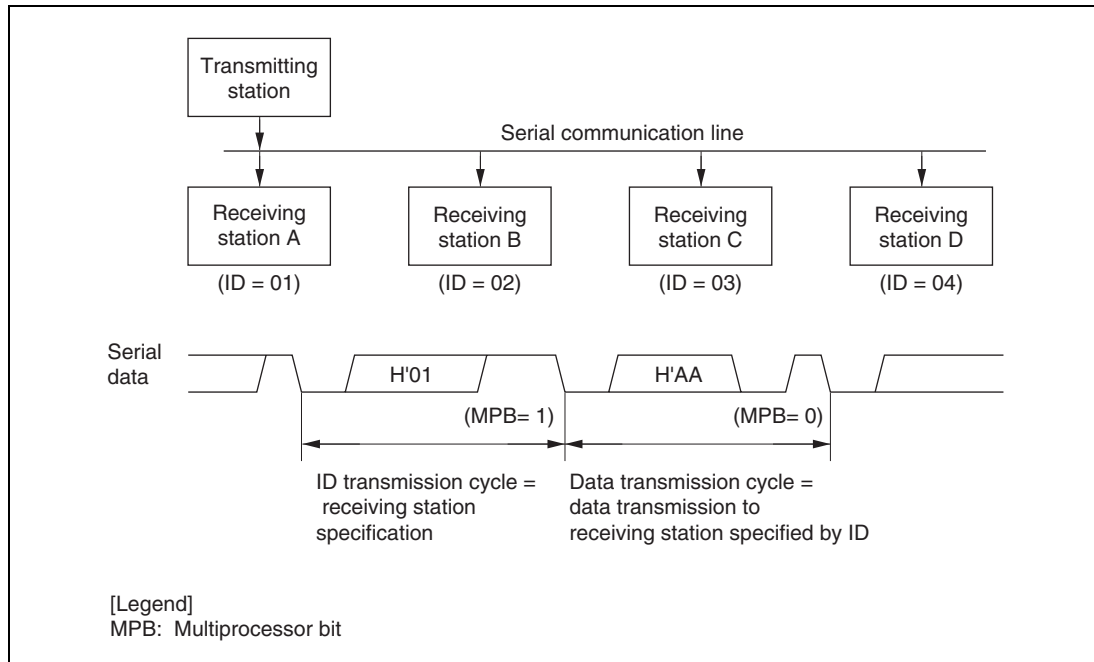 Transmitting
station
Serial communication line
Receiving
station A
(ID = 01)
Receiving
station B
(ID = 02)
Receiving
station C
(ID = 03)
Receiving
station D
(ID = 04)
Serial
data
H'01
H'AA
(MPB= 1)
(MPB= 0)
ID transmission cycle =
receiving station
specification
Data transmission cycle =
data transmission to
receiving station specified by ID
[Legend]
MPB: Multiprocessor bit